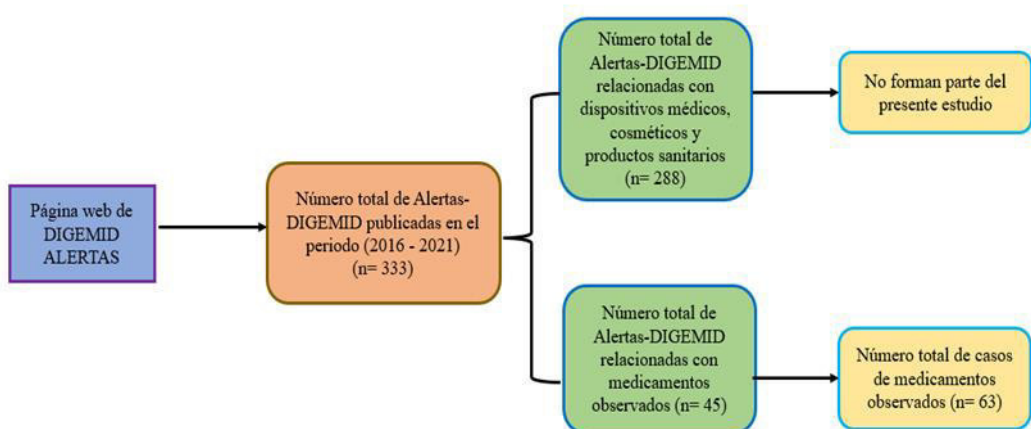 Página web de
DIGEMID
ALERTAS
Número total de Alertas-
DIGEMID publicadas en el
periodo (2016 - 2021)
(n= 333)
Número total de
Alertas-DIGEMID
relacionadas con
dispositivos médicos,
cosméticos y
productos sanitarios
(n= 288)
No forman parte del
presente estudio
Número total de
Alertas-DIGEMID
relacionadas con
medicamentos
observados (n= 45)
Número total de casos
de medicamentos
observados (n= 63)